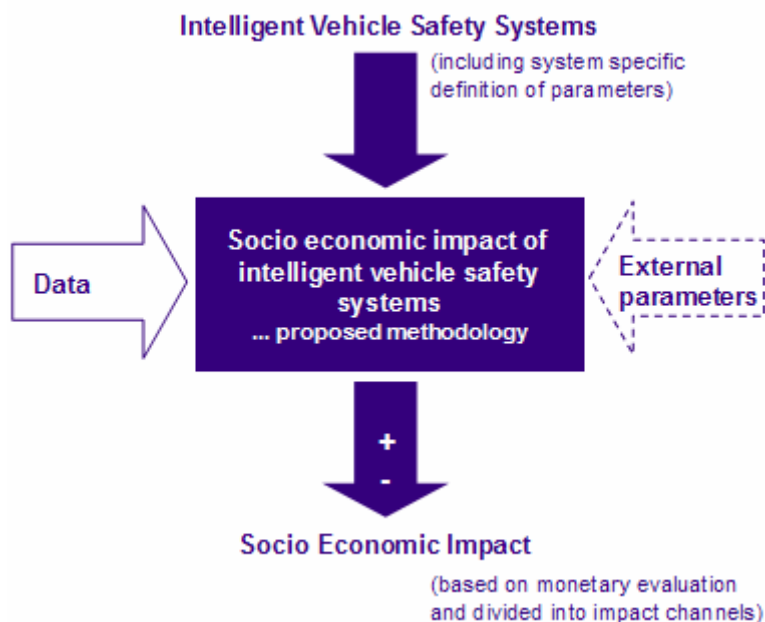 Intelligent Vehicle Safety Systems
(including system specific
definition of parameters)
Data
Socio economic impact of
intelligent vehicle safety
systems
... proposed methodology
External
parameters
+
-
Socio Economic Impact
(based on monetary evaluation
and divided into impact channels)